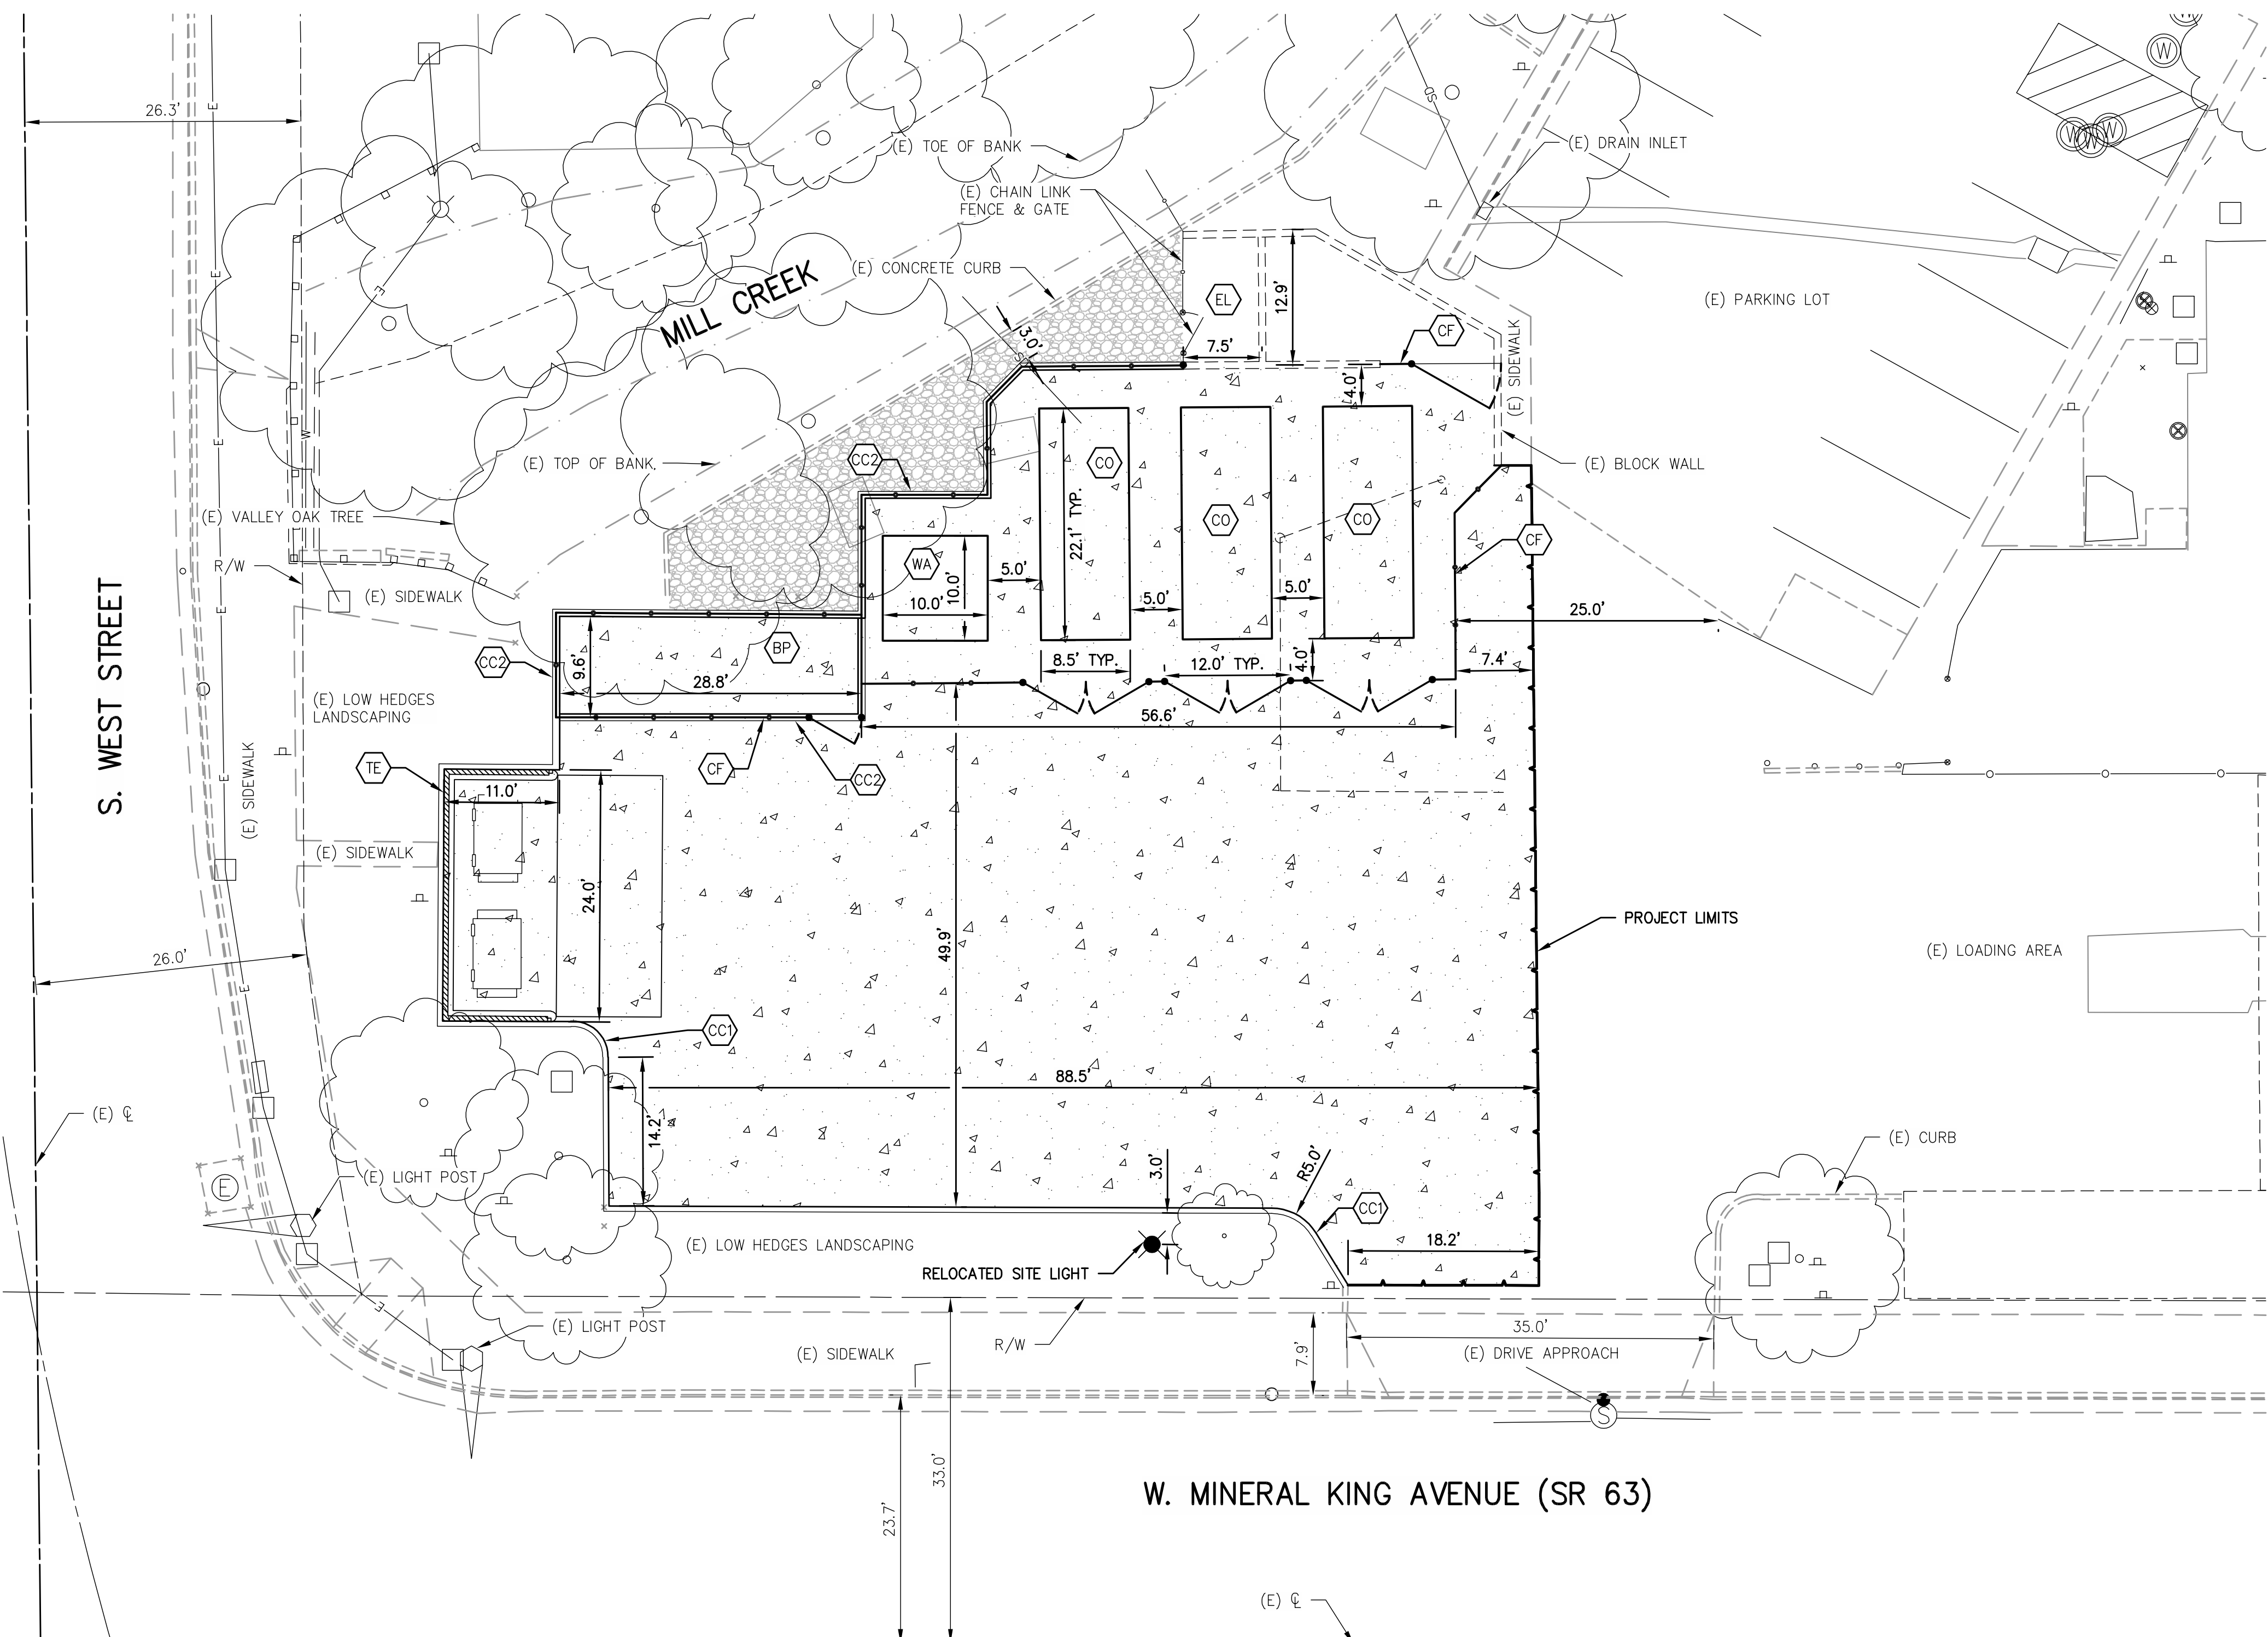 26.3'
E
SD
(E) DRAIN INLET
W
W
W
W
W
(E) TOE OF BANK
(E) CHAIN LINK
FENCE & GATE
E
(E) CONCRETE CURB
MILL CREEK
E
EL
12.9'
CF
(E) PARKING LOT
3.0'
7.5'
(E) SIDEWALK
4.0'
W
E
(E) TOP OF BANK
CC2
CO
(E) BLOCK WALL
(E) VALLEY OAK TREE
22.1' TYP.
CO
CO
CF
R/W
WA
10.0'
5.0'
10.0'
5.0'
5.0'
25.0'
(E) SIDEWALK
E
S. WEST STREET
CC2
9.6'
BP
28.8'
8.5' TYP.
12.0' TYP.
4.0'
7.4'
(E) LOW HEDGES
LANDSCAPING
56.6'
(E) SIDEWALK
TE
CF
CC2
E
11.0'
(E) SIDEWALK
24.0'
49.9'
PROJECT LIMITS
(E) LOADING AREA
26.0'
E
CC1
88.5'
(E) ℄
14.2'
3.0'
R5.0'
(E) CURB
E
(E) LIGHT POST
CC1
(E) LOW HEDGES LANDSCAPING
18.2'
RELOCATED SITE LIGHT
E
(E) LIGHT POST
R/W
(E) SIDEWALK
7.9'
35.0'
(E) DRIVE APPROACH
S
23.7'
33.0'
W. MINERAL KING AVENUE (SR 63)
(E) ℄